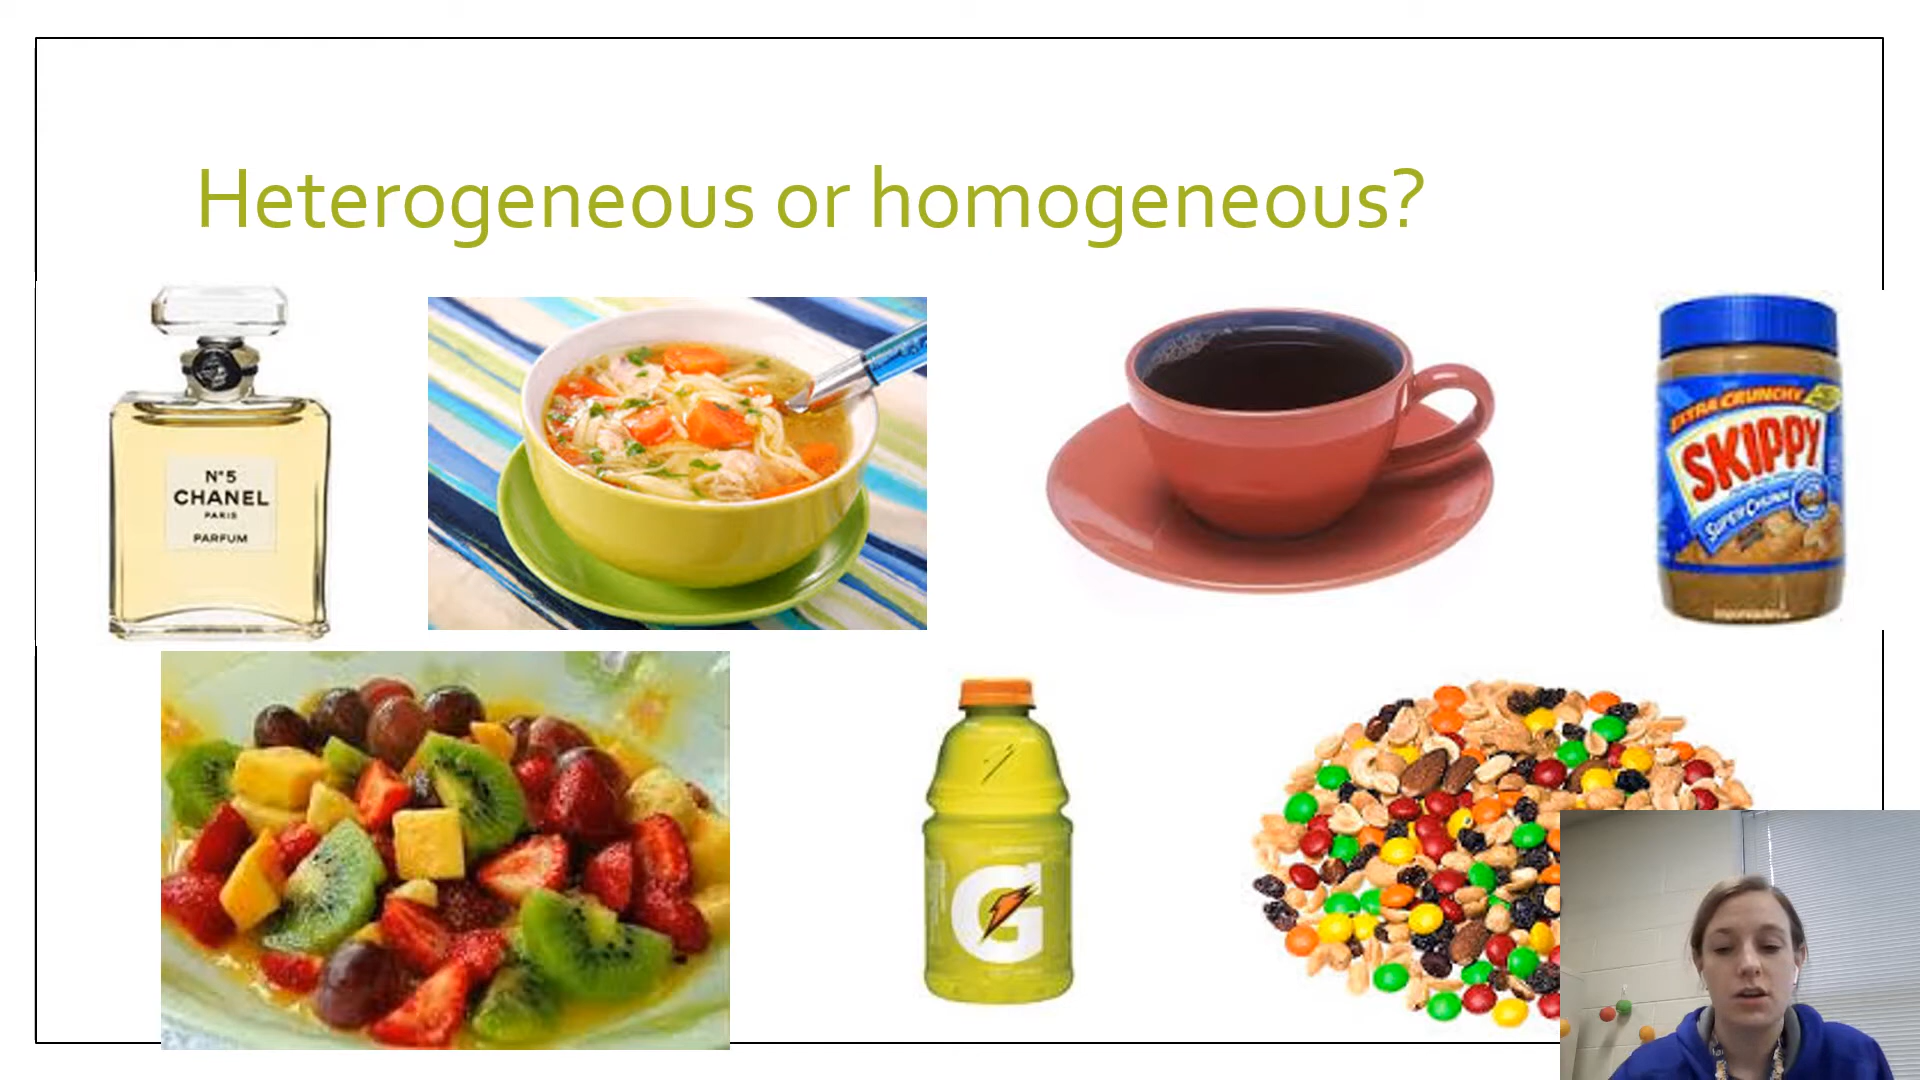 Heterogeneous or homogeneous?
N°5
CHANEL
PARIS
PARFUM
EXTRA CRUNCHY
SKIPPY
SUPER CHUNK
G